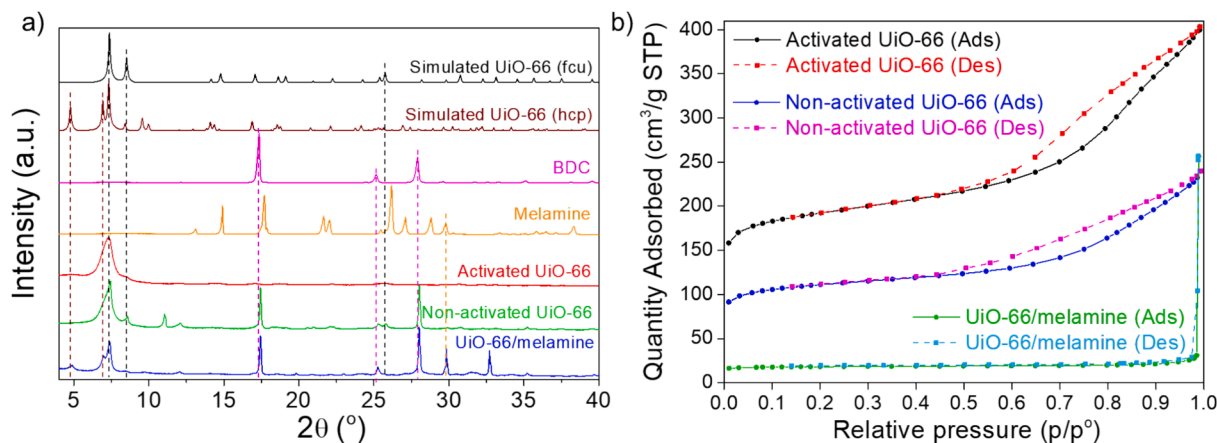 a)
Intensity (a.u.)
Simulated UiO-66 (fcu)
Simulated UiO-66 (hcp)
BDC
Melamine
Activated UiO-66
Non-activated UiO-66
UiO-66/melamine
5 10 15 20 25 30 35 40
2θ (°)
b)
Quantity Adsorbed (cm³/g STP)
400
350
300
250
200
150
100
50
0
Activated UiO-66 (Ads)
Activated UiO-66 (Des)
Non-activated UiO-66 (Ads)
Non-activated UiO-66 (Des)
UiO-66/melamine (Ads)
UiO-66/melamine (Des)
0.0 0.1 0.2 0.3 0.4 0.5 0.6 0.7 0.8 0.9 1.0
Relative pressure (p/p°)